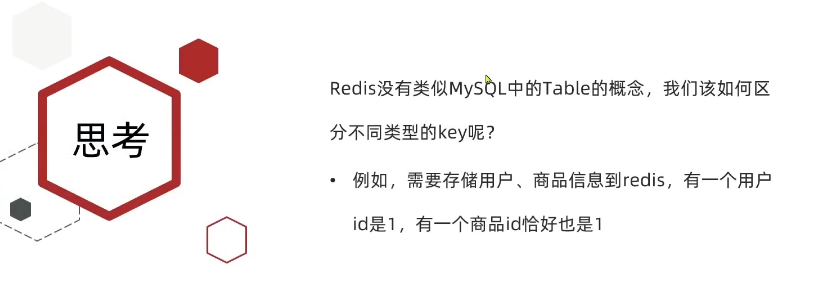 思考
Redis没有类似MySQL中的Table的概念，我们该如何区
分不同类型的key呢？
• 例如，需要存储用户、商品信息到redis，有一个用户
id是1，有一个商品id恰好也是1